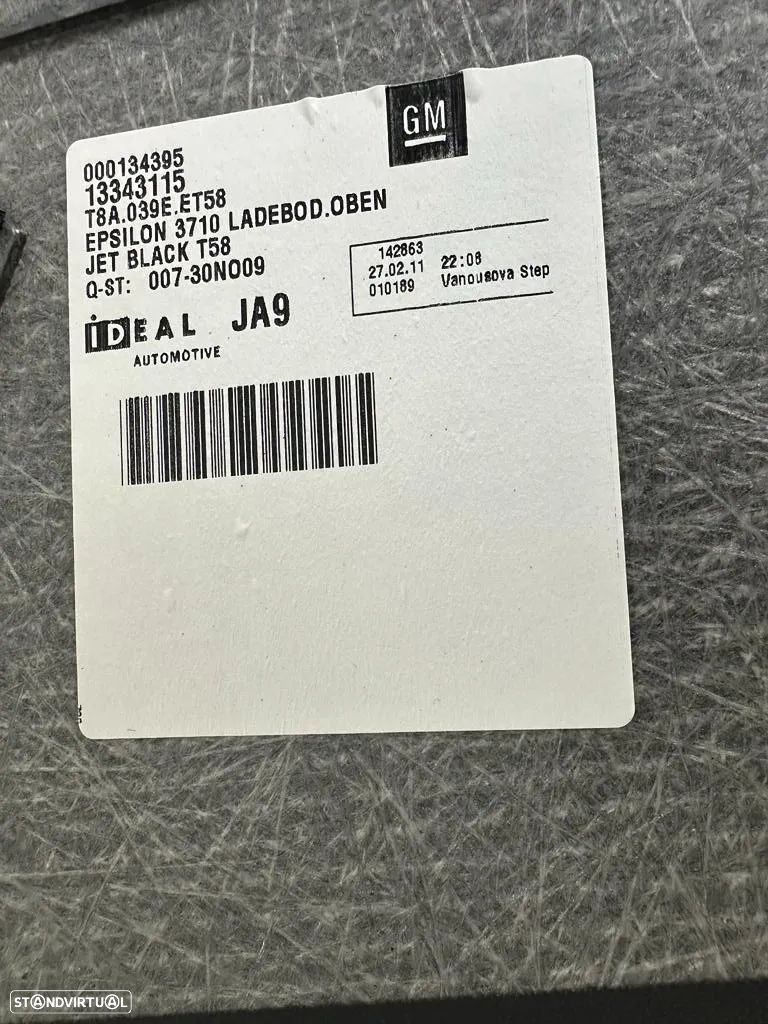 GM
000134395
13343115
T8A.039E.ET58
EPSILON 3710 LADEBOD.OBEN
JET BLACK T58
Q-ST: 007-30N009
142863
27.02.11 22:08
010189 Vanousova Step
IDEAL JA9
AUTOMOTIVE
STANDVIRTUAL